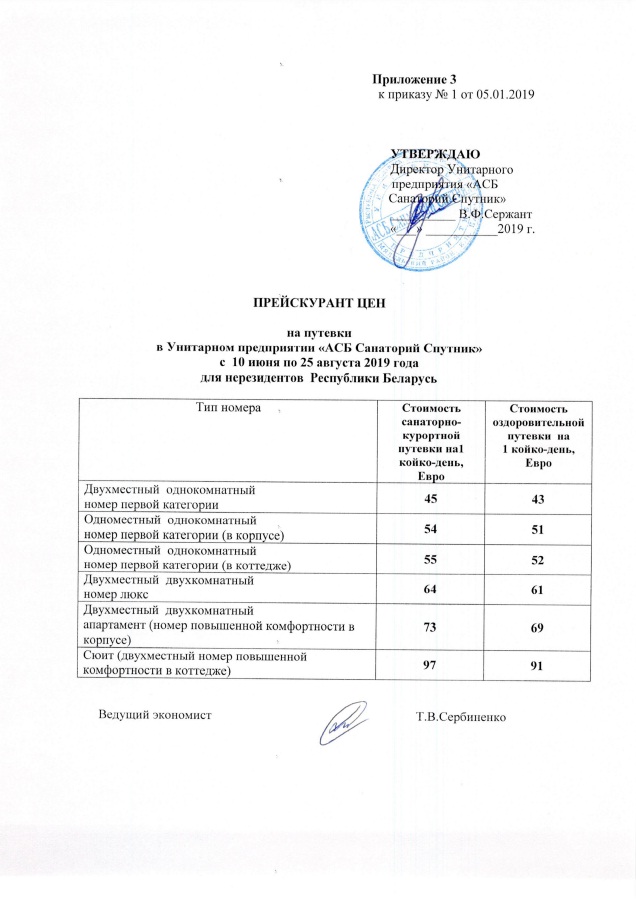 Приложение 3
к приказу № 1 от 05.01.2019
УТВЕРЖДАЮ
Директор Унитарного
предприятия «АСБ
Санаторий Спутник»
__________ В.Ф.Сержант
«___» ___________2019 г.
ПРЕЙСКУРАНТ ЦЕН
на путевки
в Унитарном предприятии «АСБ Санаторий Спутник»
с 10 июня по 25 августа 2019 года
для нерезидентов Республики Беларусь
Тип номера
Стоимость
санаторно-
курортной
путевки на1
койко-день,
Евро
Стоимость
оздоровительной
путевки на
1 койко-день,
Евро
Двухместный однокомнатный
номер первой категории
45
43
Одноместный однокомнатный
номер первой категории (в корпусе)
54
51
Одноместный однокомнатный
номер первой категории (в коттедже)
55
52
Двухместный двухкомнатный
номер люкс
64
61
Двухместный двухкомнатный
апартамент (номер повышенной комфортности в
корпусе)
73
69
Сюит (двухместный номер повышенной
комфортности в коттедже)
97
91
Ведущий экономист
Т.В.Сербиненко